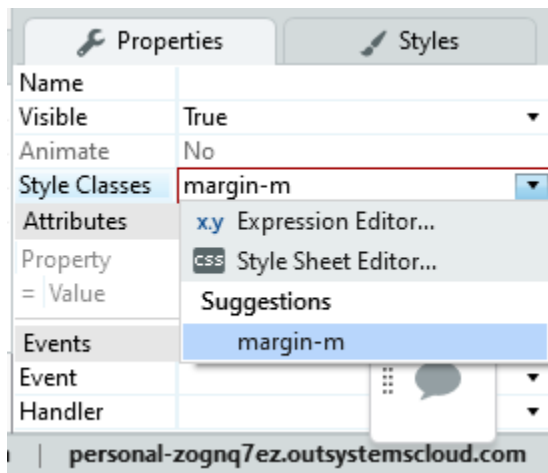 Properties Styles
Name
Visible True
Animate No
Style Classes margin-m
Attributes x.y Expression Editor...
Property css Style Sheet Editor...
= Value
Suggestions
margin-m
Events
Event
Handler
| personal-zognq7ez.outsystemscloud.com